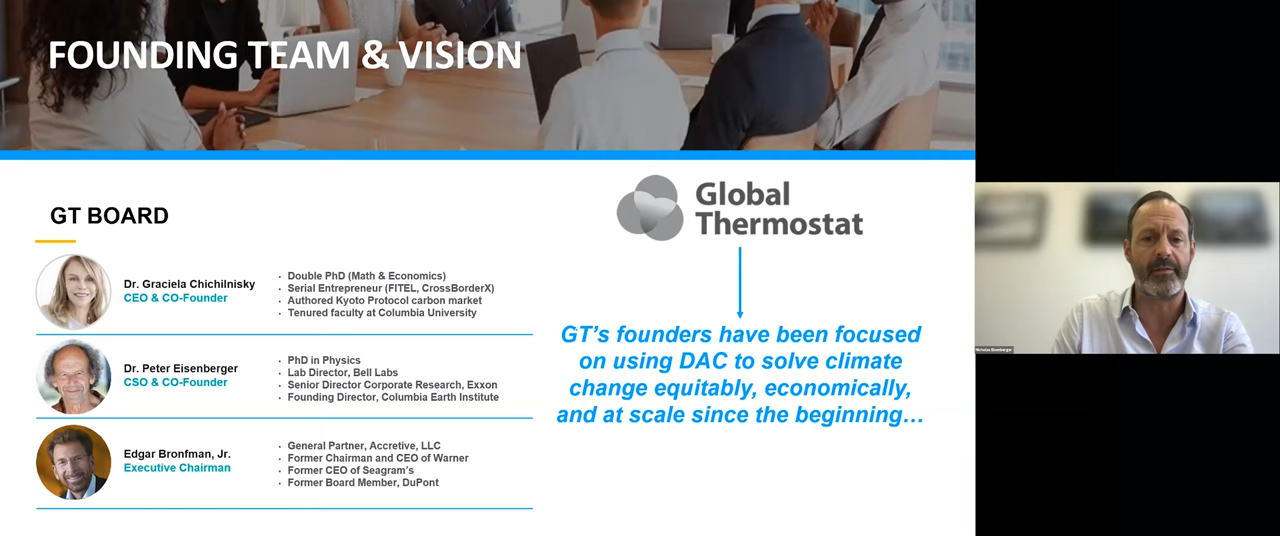 FOUNDING TEAM & VISION
GT BOARD
Dr. Graciela Chichilnisky
CEO & CO-Founder
· Double PhD (Math & Economics)
· Serial Entrepreneur (FITEL, CrossBorderX)
· Authored Kyoto Protocol carbon market
· Tenured faculty at Columbia University
Dr. Peter Eisenberger
CSO & CO-Founder
· PhD in Physics
· Lab Director, Bell Labs
· Senior Director Corporate Research, Exxon
· Founding Director, Columbia Earth Institute
Edgar Bronfman, Jr.
Executive Chairman
· General Partner, Accretive, LLC
· Former Chairman and CEO of Warner
· Former CEO of Seagram’s
· Former Board Member, DuPont
Global
Thermostat
GT’s founders have been focused
on using DAC to solve climate
change equitably, economically,
and at scale since the beginning…
Nicholas Eisenberger